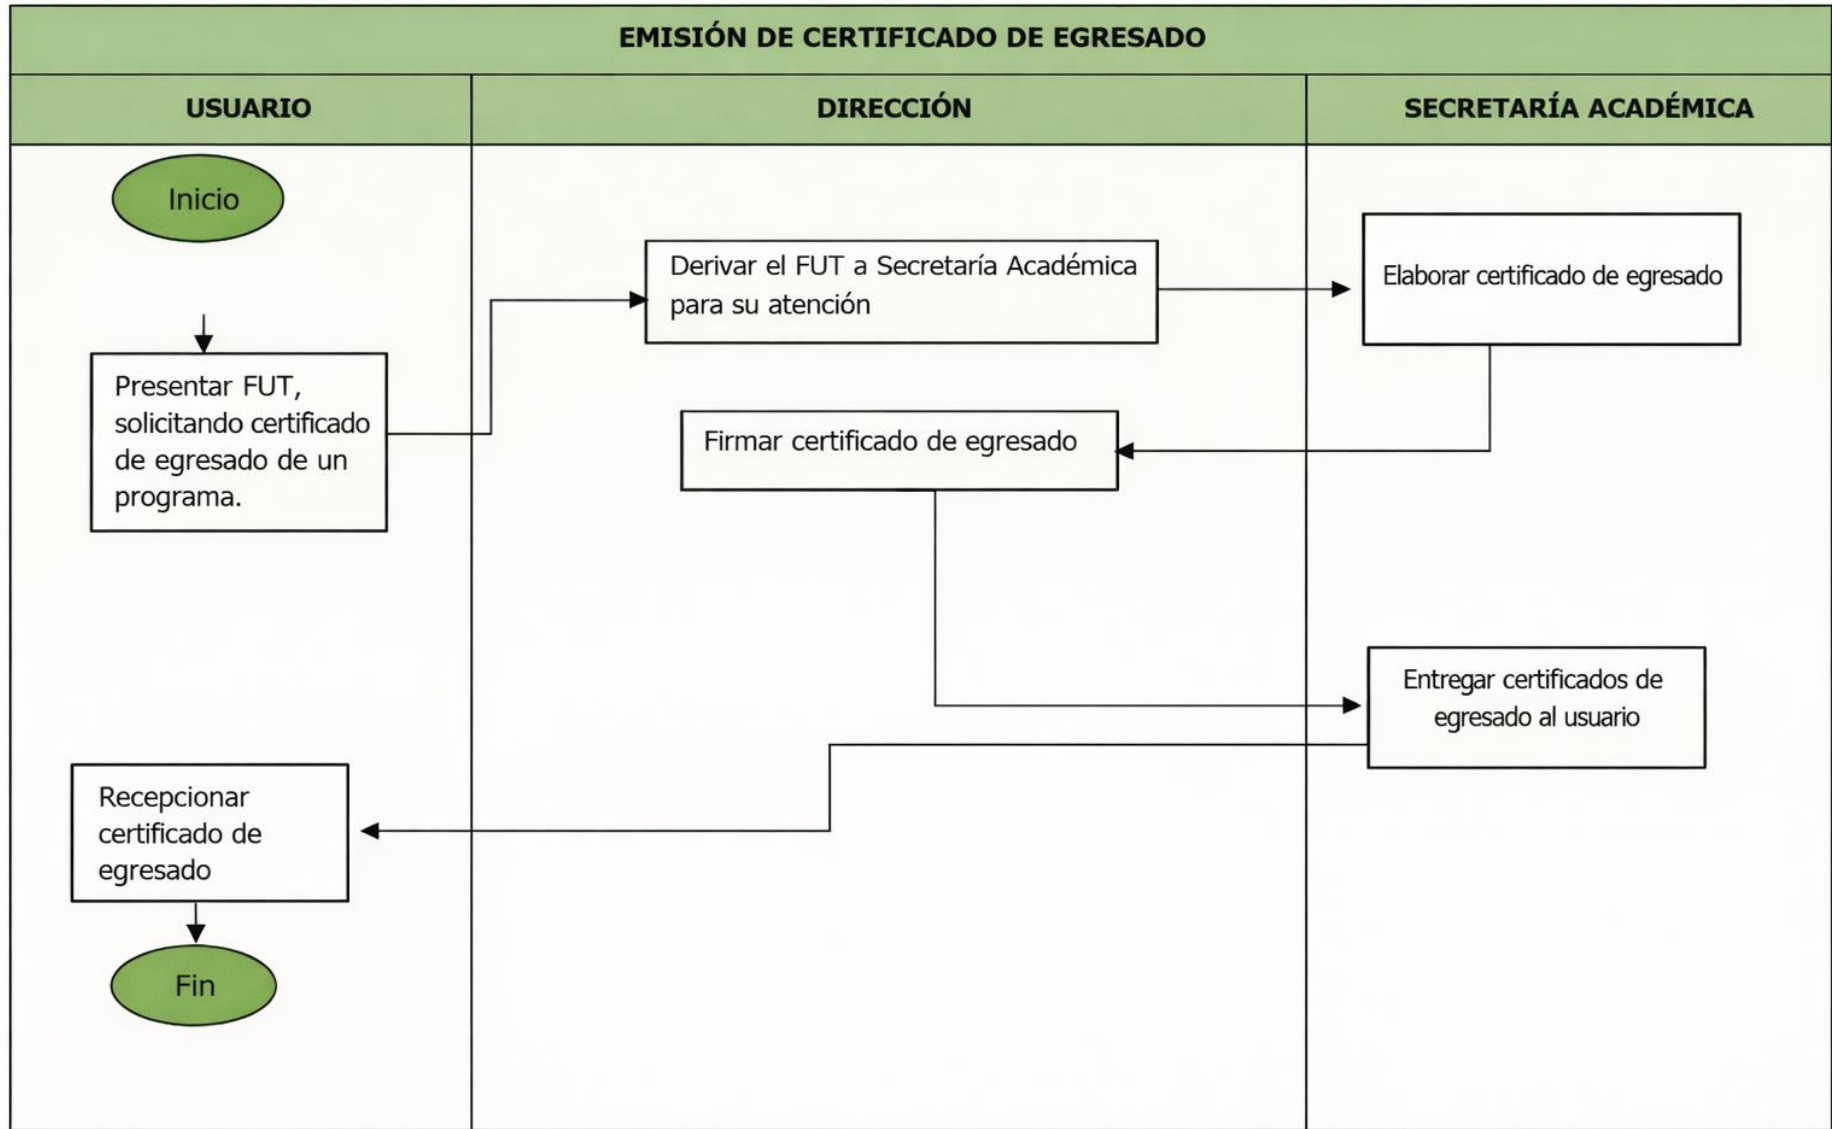 EMISIÓN DE CERTIFICADO DE EGRESADO
USUARIO
DIRECCIÓN
SECRETARÍA ACADÉMICA
Inicio
Presentar FUT,
solicitando certificado
de egresado de un
programa.
Derivar el FUT a Secretaría Académica
para su atención
Elaborar certificado de egresado
Firmar certificado de egresado
Entregar certificados de
egresado al usuario
Recepcionar
certificado de
egresado
Fin